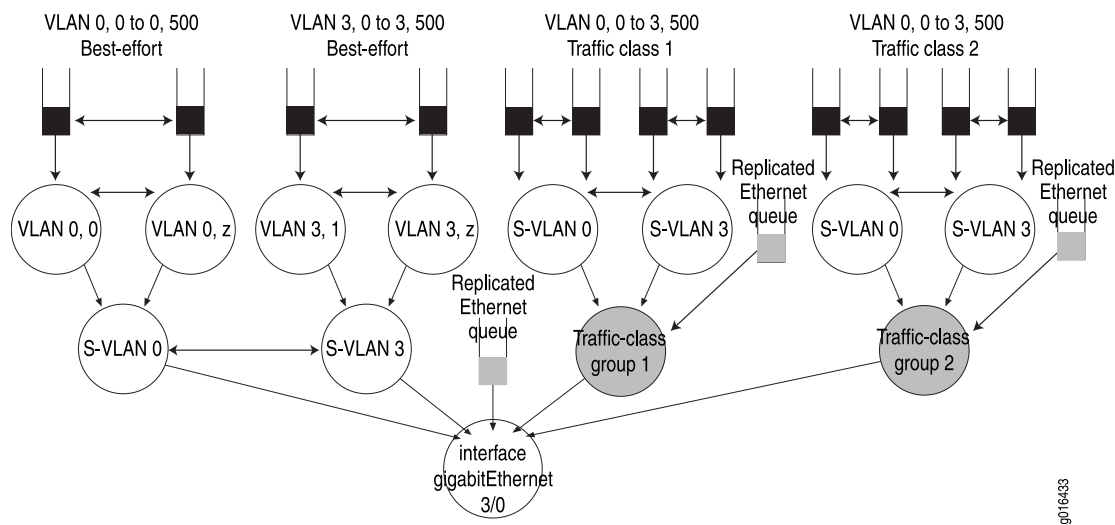 VLAN 0, 0 to 0, 500
Best-effort
VLAN 3, 0 to 3, 500
Best-effort
VLAN 0, 0 to 3, 500
Traffic class 1
VLAN 0, 0 to 3, 500
Traffic class 2
VLAN 0, 0
VLAN 0, z
VLAN 3, 1
VLAN 3, z
S-VLAN 0
S-VLAN 3
Replicated
Ethernet
queue
S-VLAN 0
S-VLAN 3
Replicated
Ethernet
queue
S-VLAN 0
S-VLAN 3
Replicated
Ethernet
queue
Traffic-class
group 1
Traffic-class
group 2
interface
gigabitEthernet
3/0
g016433